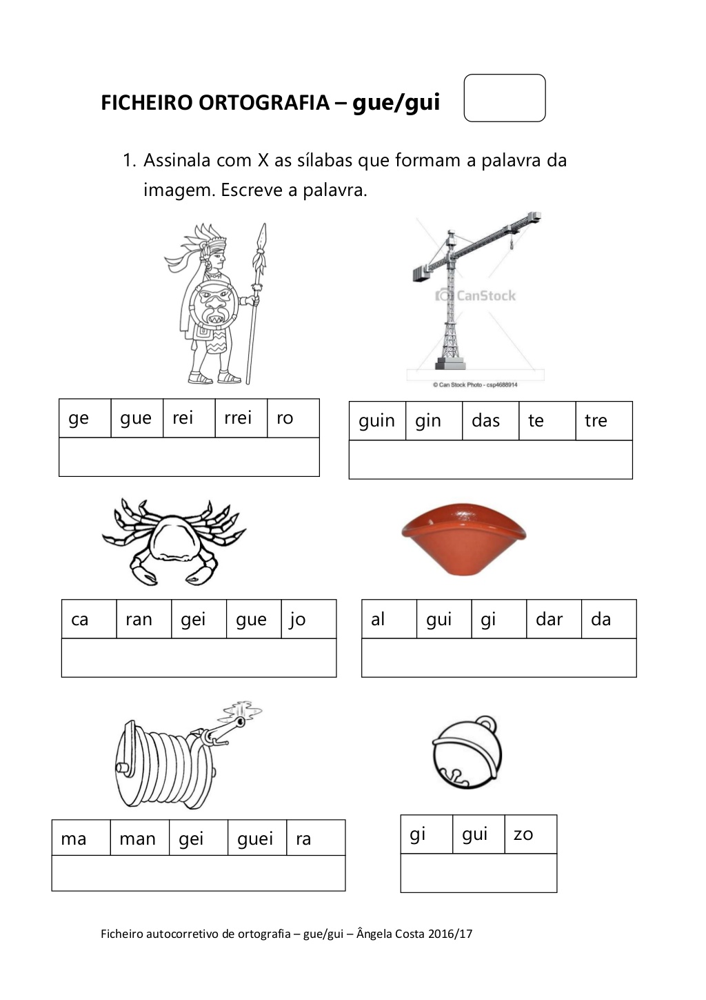 FICHEIRO ORTOGRAFIA – gue/gui
1. Assinala com X as sílabas que formam a palavra da
imagem. Escreve a palavra.
CanStock
© Can Stock Photo - csp4688914
ge gue rei rrei ro
guin gin das te tre
ca ran gei gue jo
al gui gi dar da
ma man gei guei ra
gi gui zo
Ficheiro autocorretivo de ortografia – gue/gui – Ângela Costa 2016/17